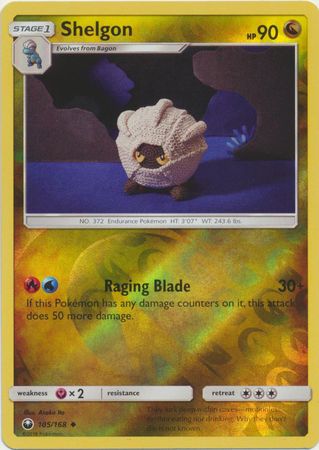 STAGE 1 Shelgon HP 90
Evolves from Bagon
NO. 372 Endurance Pokémon HT: 3'07" WT: 243.6 lbs.
Raging Blade 30+
If this Pokémon has any damage counters on it, this attack
does 50 more damage.
weakness × 2 resistance retreat
Illus. Asako Ito
105/168